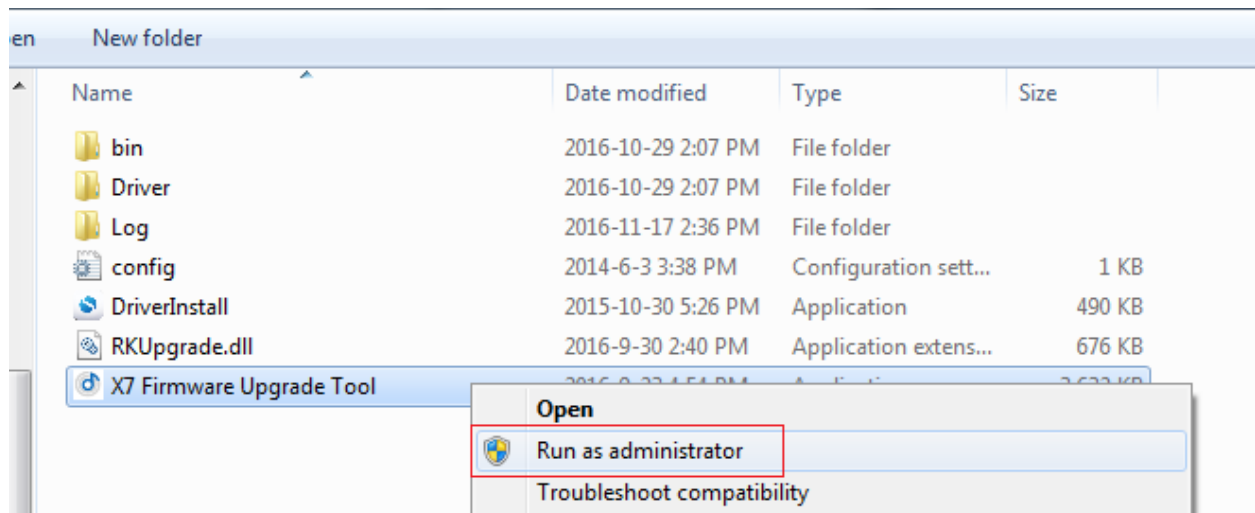 en New folder
Name Date modified Type Size
bin 2016-10-29 2:07 PM File folder
Driver 2016-10-29 2:07 PM File folder
Log 2016-11-17 2:36 PM File folder
config 2014-6-3 3:38 PM Configuration sett... 1 KB
DriverInstall 2015-10-30 5:26 PM Application 490 KB
RKUpgrade.dll 2016-9-30 2:40 PM Application extens... 676 KB
X7 Firmware Upgrade Tool
Open
Run as administrator
Troubleshoot compatibility